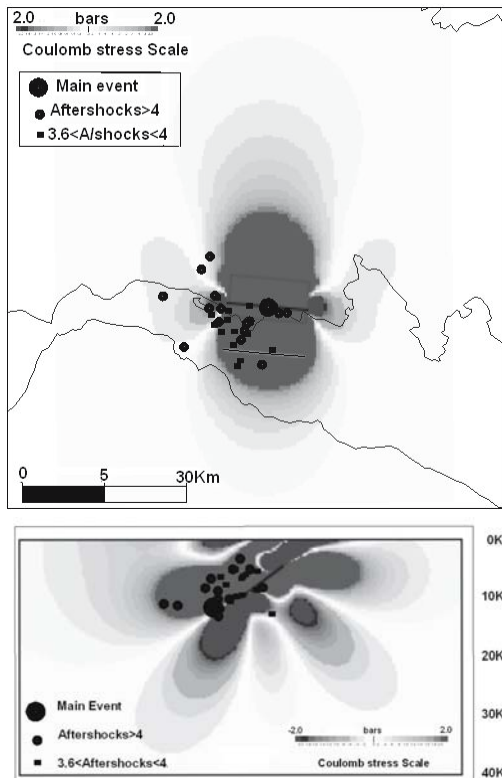 2.0 bars 2.0
Coulomb stress Scale
Main event
Aftershocks>4
3.6<A/shocks<4
0 5 30Km
0K
10K
Main Event
Aftershocks>4
3.6<Aftershocks<4
20K
30K
-2.0 bars 2.0
Coulomb stress Scale
40K